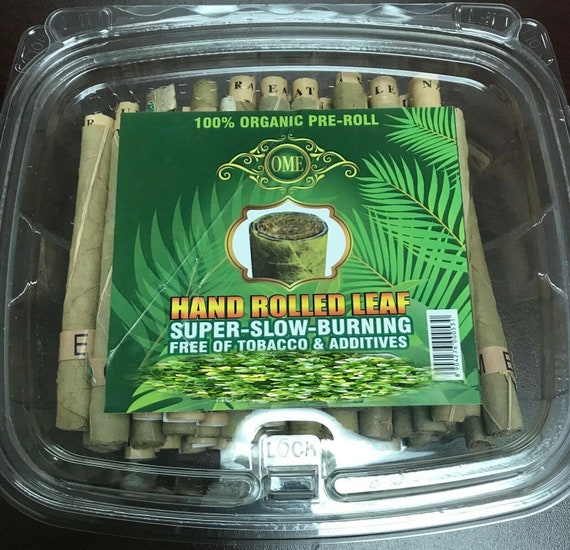 100% ORGANIC PRE-ROLL
OME
HAND ROLLED LEAF
SUPER-SLOW-BURNING
FREE OF TOBACCO & ADDITIVES
LOCK